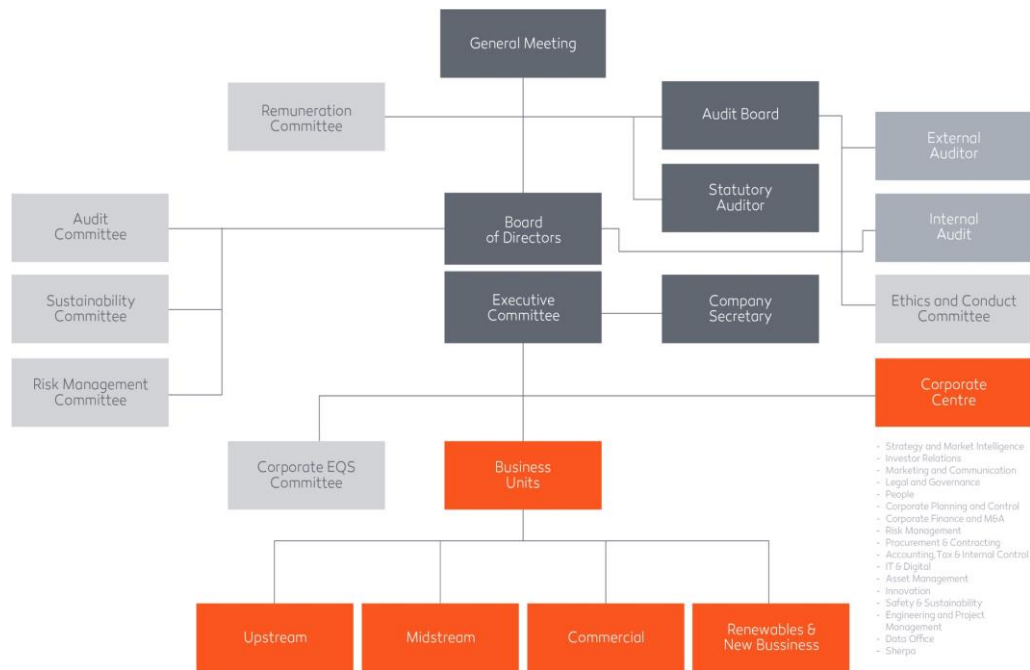 General Meeting
Remuneration
Committee
Audit Board
External
Auditor
Statutory
Auditor
Audit
Committee
Board
of Directors
Internal
Audit
Sustainability
Committee
Executive
Committee
Company
Secretary
Ethics and Conduct
Committee
Risk Management
Committee
Corporate
Centre
Corporate EQS
Committee
Business
Units
- Strategy and Market Intelligence
- Investor Relations
- Marketing and Communication
- Legal and Governance
- People
- Corporate Planning and Control
- Corporate Finance and M&A
- Risk Management
- Procurement & Contracting
- Accounting, Tax & Internal Control
- IT & Digital
- Asset Management
- Innovation
- Safety & Sustainability
- Engineering and Project
Management
- Data Office
- Sherpa
Upstream
Midstream
Commercial
Renewables &
New Bussiness